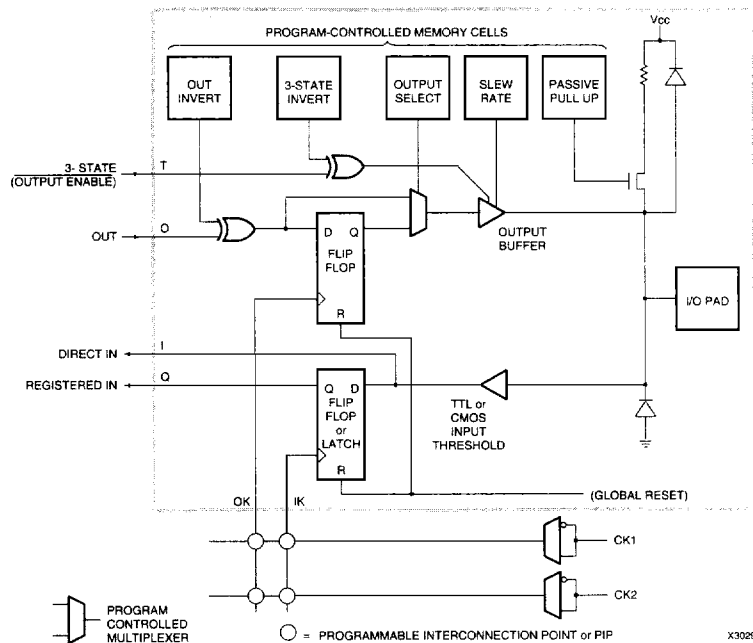 Vcc
PROGRAM-CONTROLLED MEMORY CELLS
OUT
INVERT
3-STATE
INVERT
OUTPUT
SELECT
SLEW
RATE
PASSIVE
PULL UP
3- STATE
(OUTPUT ENABLE)
T
OUT
O
D Q
FLIP
FLOP
R
OUTPUT
BUFFER
I/O PAD
DIRECT IN
I
REGISTERED IN
Q
Q D
FLIP
FLOP
or
LATCH
R
TTL or
CMOS
INPUT
THRESHOLD
OK
IK
(GLOBAL RESET)
CK1
CK2
PROGRAM
CONTROLLED
MULTIPLEXER
= PROGRAMMABLE INTERCONNECTION POINT or PIP